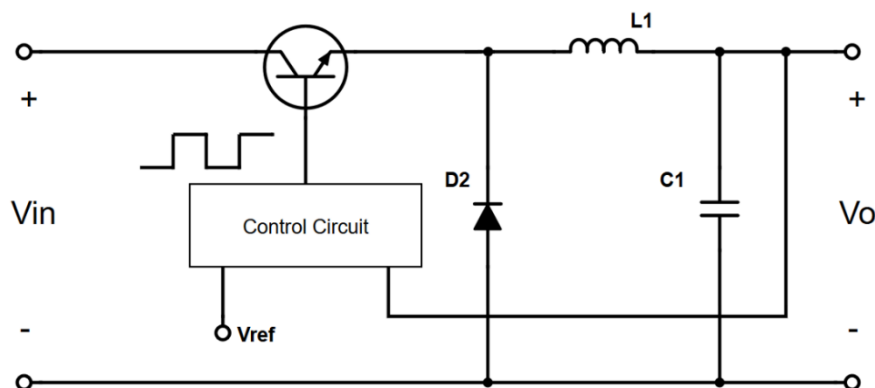 L1
+
+
D2
C1
Vin
Control Circuit
Vo
-
Vref
-